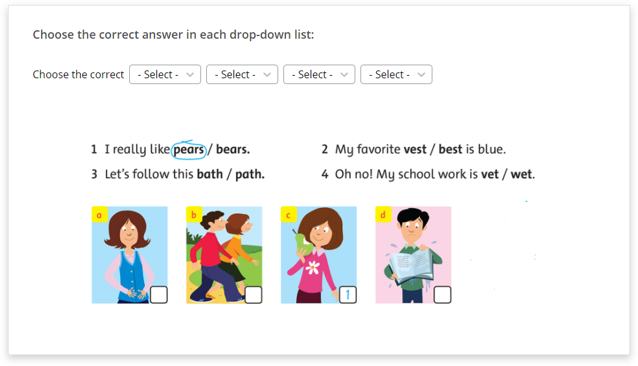 Choose the correct answer in each drop-down list:
Choose the correct - Select - - Select - - Select - - Select -
1 I really like pears / bears.
2 My favorite vest / best is blue.
3 Let's follow this bath / path.
4 Oh no! My school work is vet / wet.
a b c d
1